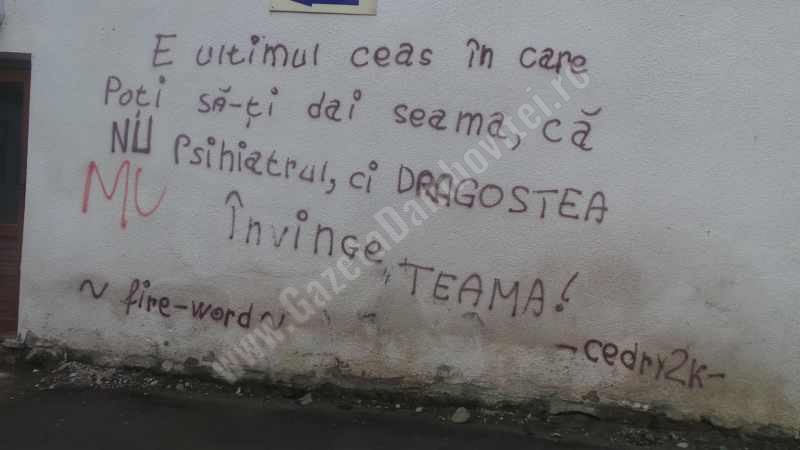 E ultimul ceas în care
Poți să-ți dai seama, că
NU Psihiatrul, ci DRAGOSTEA
MU
Învinge TEAMA!
~ fire-word ~
-cedry2k-
www.GazetaDambovitei.ro